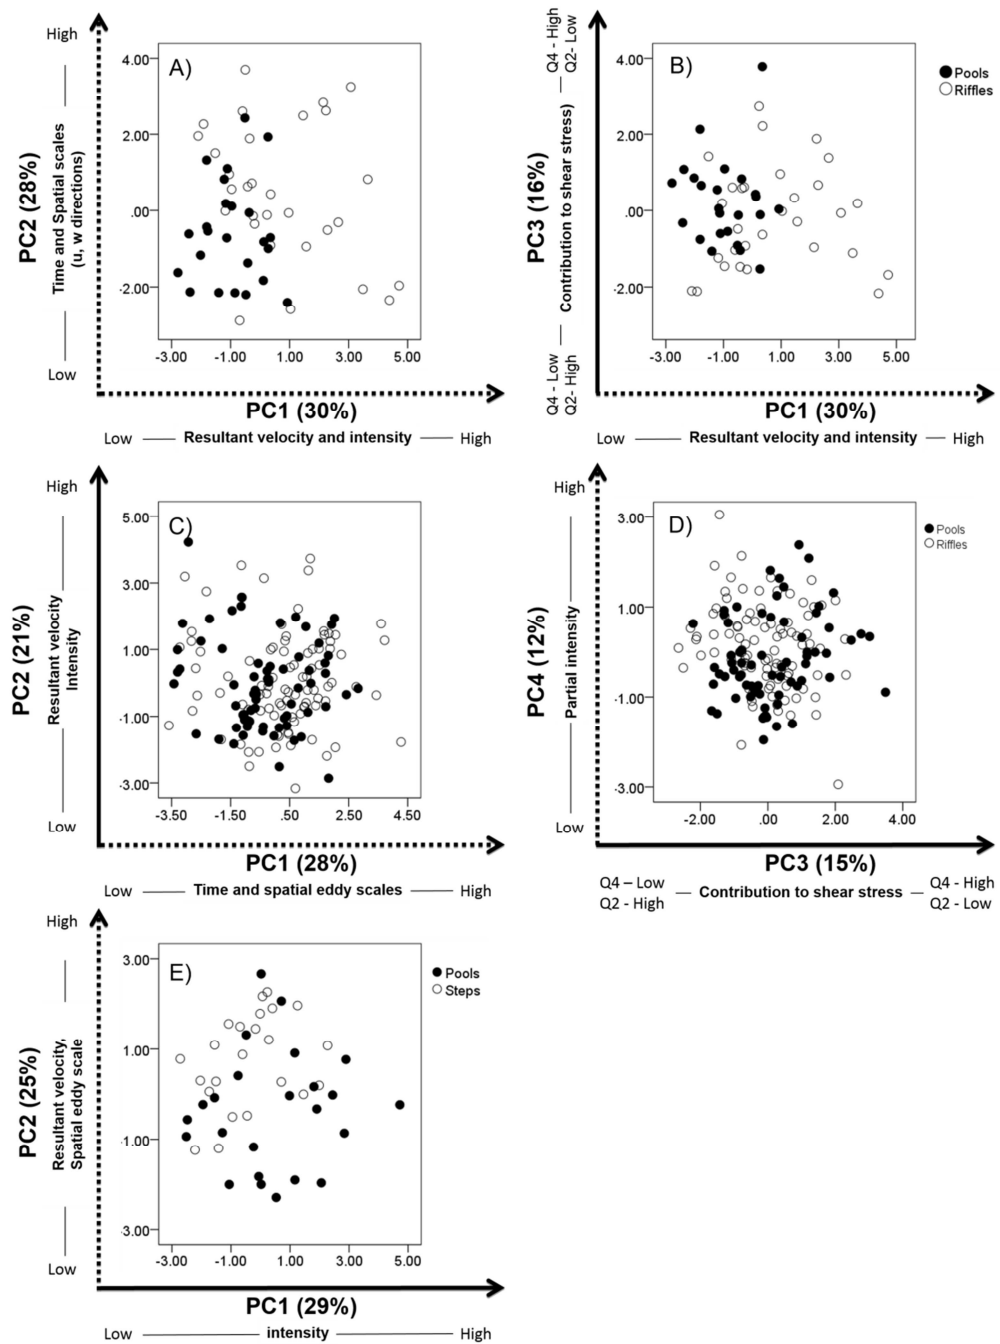 High
PC2 (28%)
Time and Spatial scales
(u, w directions)
Low
A)
4.00
2.00
.00
-2.00
-3.00 -1.00 1.00 3.00 5.00
PC1 (30%)
Low Resultant velocity and intensity High
Q4 - High
Q2- Low
PC3 (16%)
Contribution to shear stress)
Q4 - Low
Q2- High
B)
4.00
2.00
.00
-2.00
-3.00 -1.00 1.00 3.00 5.00
Pools
Riffles
PC1 (30%)
Low Resultant velocity and intensity High
High
PC2 (21%)
Resultant velocity
Intensity
Low
C)
5.00
3.00
1.00
-1.00
-3.00
-3.50 -1.50 .50 2.50 4.50
PC1 (28%)
Low Time and spatial eddy scales High
High
PC4 (12%)
Partial intensity
Low
D)
3.00
1.00
-1.00
-3.00
-2.00 .00 2.00 4.00
Pools
Riffles
PC3 (15%)
Q4 – Low
Q2 - High
Contribution to shear stress
Q4 - High
Q2 - Low
High
PC2 (25%)
Resultant velocity,
Spatial eddy scale
Low
E)
3.00
1.00
-1.00
-3.00
-3.00 -1.00 1.00 3.00 5.00
Pools
Steps
PC1 (29%)
Low intensity High